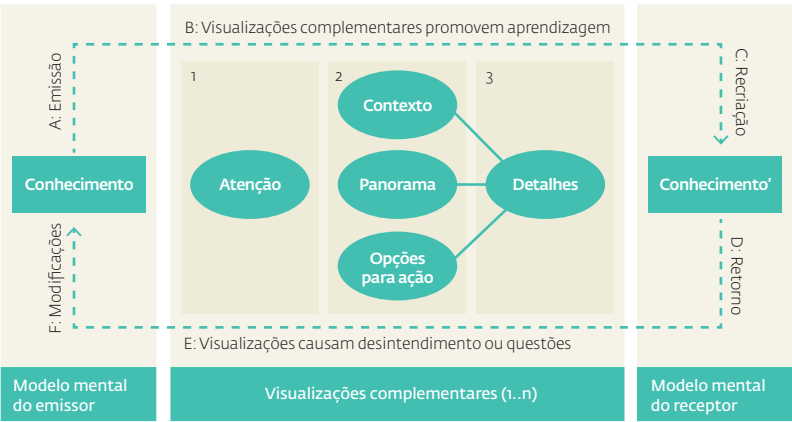 B: Visualizações complementares promovem aprendizagem
A: Emissão
1
2
3
C: Recriação
Contexto
Conhecimento
Atenção
Panorama
Detalhes
Conhecimento’
Opções
para ação
F: Modificações
D: Retorno
E: Visualizações causam desintendimento ou questões
Modelo mental
do emissor
Visualizações complementares (1..n)
Modelo mental
do receptor